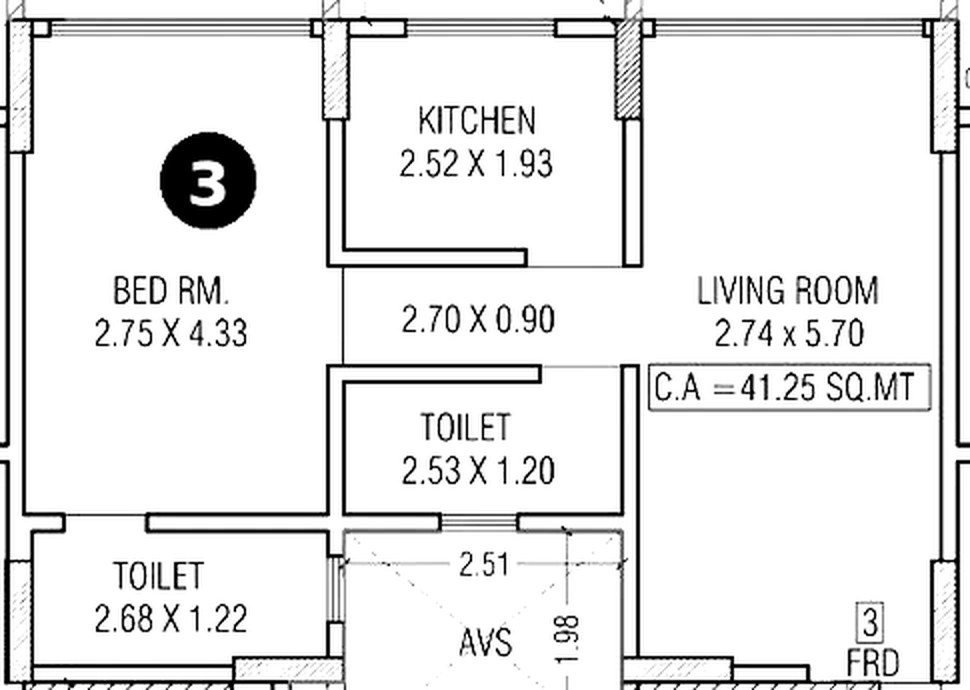 KITCHEN
2.52 X 1.93
3
BED RM.
2.75 X 4.33
2.70 X 0.90
LIVING ROOM
2.74 x 5.70
C.A =41.25 SQ.MT
TOILET
2.53 X 1.20
TOILET
2.68 X 1.22
2.51
1.98
AVS
3
FRD